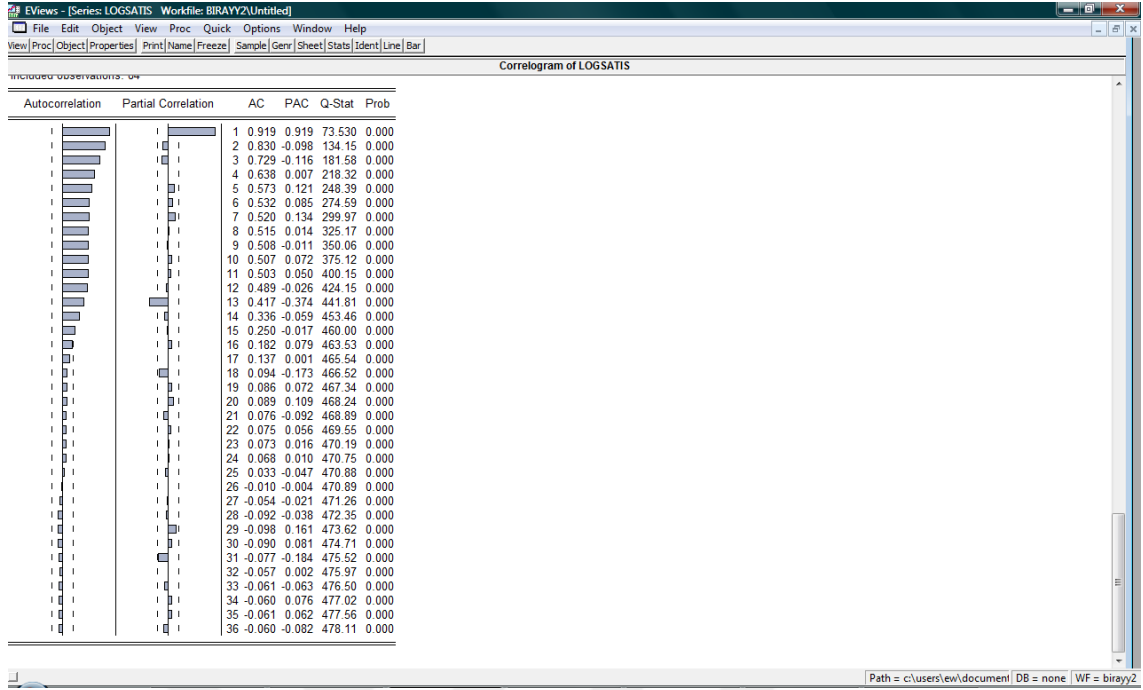 EViews - [Series: LOGSATIS Workfile: BIRAYY2\Untitled]
File Edit Object View Proc Quick Options Window Help
View Proc Object Properties Print Name Freeze Sample Genr Sheet Stats Ident Line Bar
Correlogram of LOGSATIS
Included observations: 84
Autocorrelation Partial Correlation AC PAC Q-Stat Prob
1 0.919 0.919 73.530 0.000
2 0.830 -0.098 134.15 0.000
3 0.729 -0.116 181.58 0.000
4 0.638 0.007 218.32 0.000
5 0.573 0.121 248.39 0.000
6 0.532 0.085 274.59 0.000
7 0.520 0.134 299.97 0.000
8 0.515 0.014 325.17 0.000
9 0.508 -0.011 350.06 0.000
10 0.507 0.072 375.12 0.000
11 0.503 0.050 400.15 0.000
12 0.489 -0.026 424.15 0.000
13 0.417 -0.374 441.81 0.000
14 0.336 -0.059 453.46 0.000
15 0.250 -0.017 460.00 0.000
16 0.182 0.079 463.53 0.000
17 0.137 0.001 465.54 0.000
18 0.094 -0.173 466.52 0.000
19 0.086 0.072 467.34 0.000
20 0.089 0.109 468.24 0.000
21 0.076 -0.092 468.89 0.000
22 0.075 0.056 469.55 0.000
23 0.073 0.016 470.19 0.000
24 0.068 0.010 470.75 0.000
25 0.033 -0.047 470.88 0.000
26 -0.010 -0.004 470.89 0.000
27 -0.054 -0.021 471.26 0.000
28 -0.092 -0.038 472.35 0.000
29 -0.098 0.161 473.62 0.000
30 -0.090 0.081 474.71 0.000
31 -0.077 -0.184 475.52 0.000
32 -0.057 0.002 475.97 0.000
33 -0.061 -0.063 476.50 0.000
34 -0.060 0.076 477.02 0.000
35 -0.061 0.062 477.56 0.000
36 -0.060 -0.082 478.11 0.000
Path = c:\users\ew\document DB = none WF = birayy2